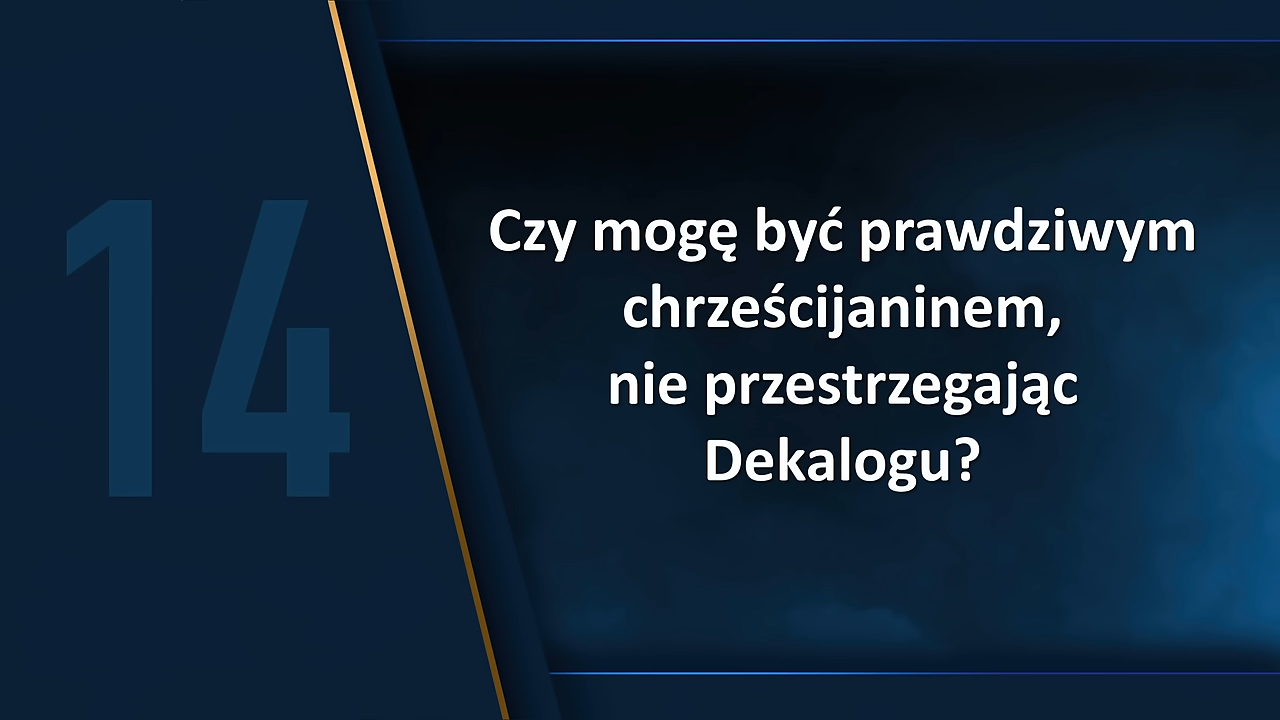 14
Czy mogę być prawdziwym
chrześcijaninem,
nie przestrzegając
Dekalogu?